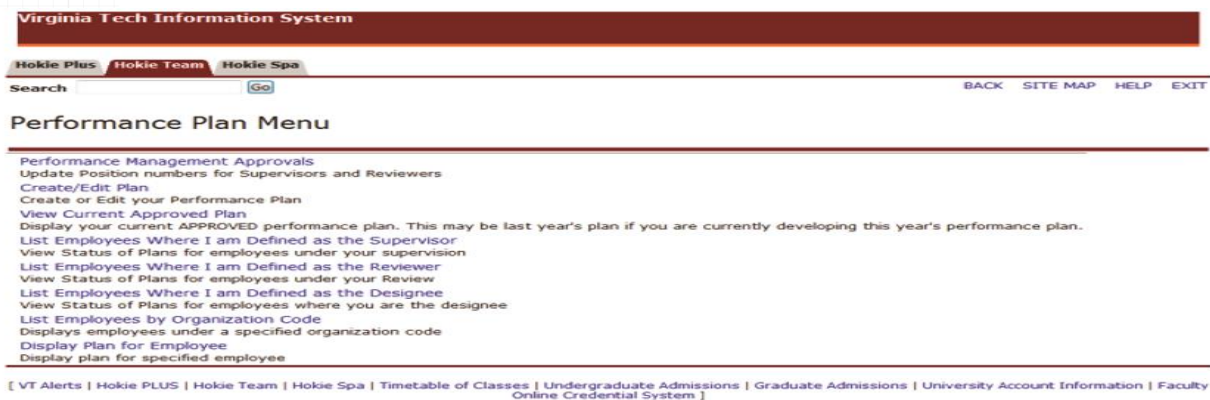 Virginia Tech Information System
Hokie Plus Hokie Team Hokie Spa
Search Go BACK SITE MAP HELP EXIT
Performance Plan Menu
Performance Management Approvals
Update Position numbers for Supervisors and Reviewers
Create/Edit Plan
Create or Edit your Performance Plan
View Current Approved Plan
Display your current APPROVED performance plan. This may be last year's plan if you are currently developing this year's performance plan.
List Employees Where I am Defined as the Supervisor
View Status of Plans for employees under your supervision
List Employees Where I am Defined as the Reviewer
View Status of Plans for employees under your Review
List Employees Where I am Defined as the Designee
View Status of Plans for employees where you are the designee
List Employees by Organization Code
Displays employees under a specified organization code
Display Plan for Employee
Display plan for specified employee
[ VT Alerts | Hokie PLUS | Hokie Team | Hokie Spa | Timetable of Classes | Undergraduate Admissions | Graduate Admissions | University Account Information | Faculty
Online Credential System ]